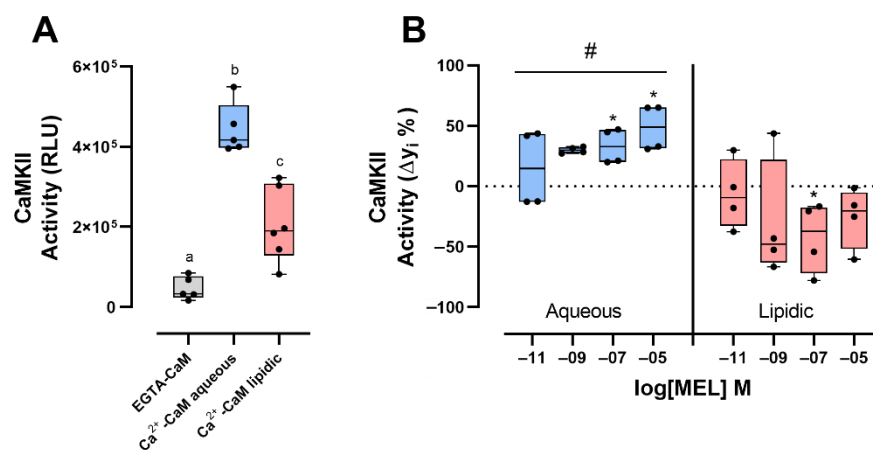 A
CaMKII
Activity (RLU)
6×10⁵
4×10⁵
2×10⁵
0
a
b
c
EGTA-CaM
Ca²⁺-CaM aqueous
Ca²⁺-CaM lipidic
B
CaMKII
Activity (Δyᵢ %)
100
50
0
−50
−100
#
*
*
*
Aqueous
Lipidic
−11 −09 −07 −05 −11 −09 −07 −05
log[MEL] M